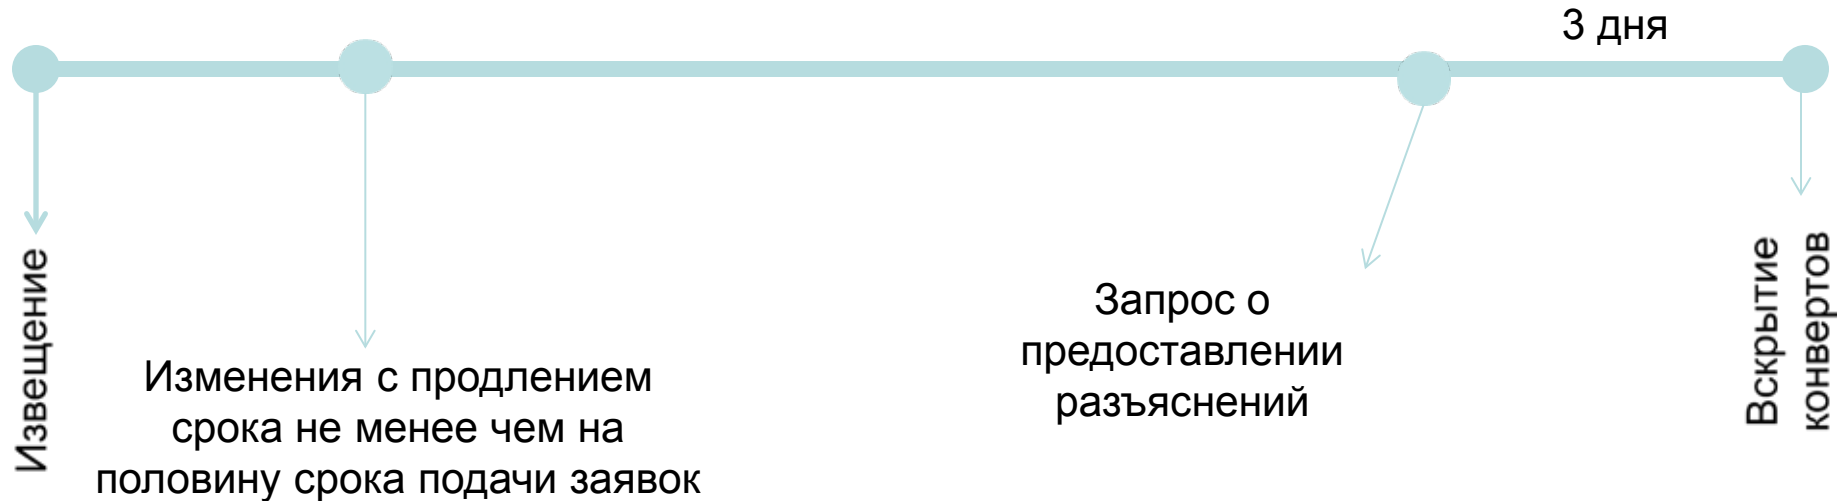 3 дня
Извещение
Изменения с продлением
срока не менее чем на
половину срока подачи заявок
Запрос о
предоставлении
разъяснений
Вскрытие
конвертов